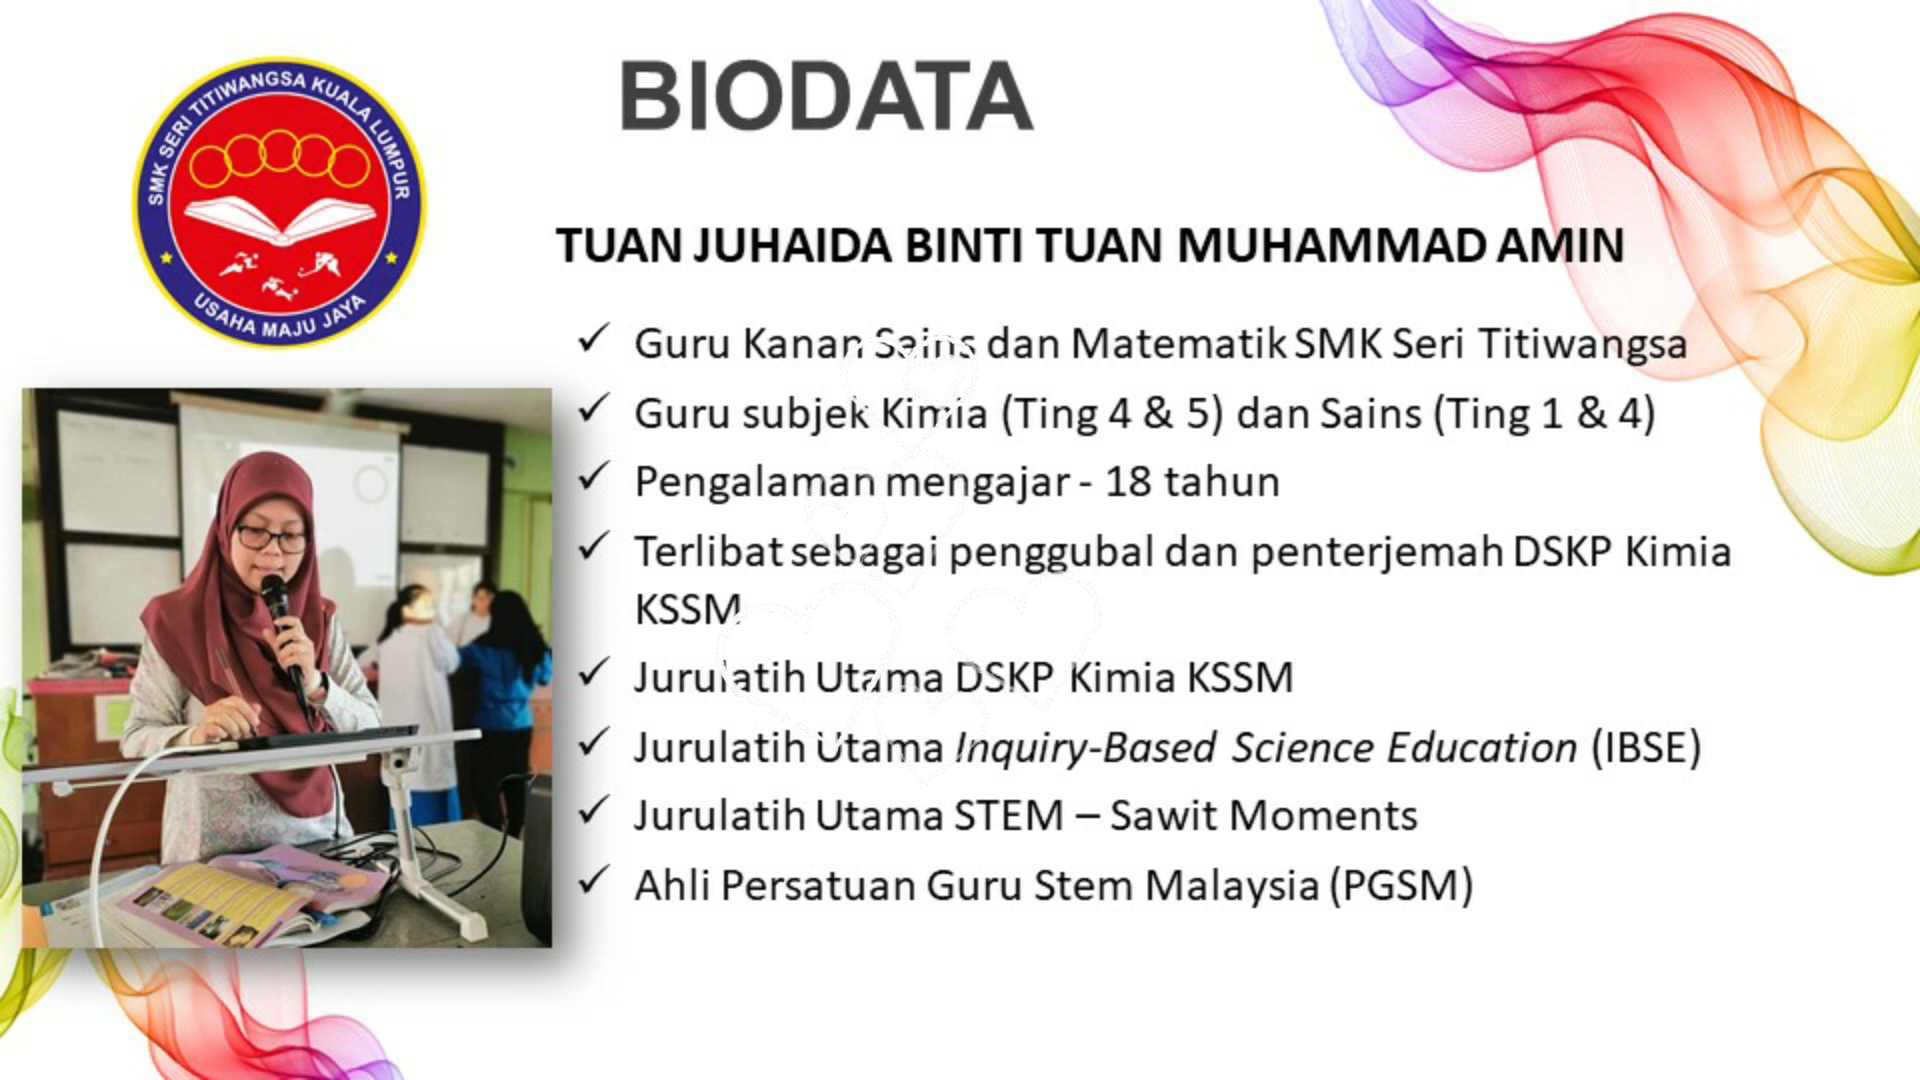 SMK SERI TITIWANGSA KUALA LUMPUR
USAHA MAJU JAYA
BIODATA
TUAN JUHAIDA BINTI TUAN MUHAMMAD AMIN
✓ Guru Kanan Sains dan Matematik SMK Seri Titiwangsa
✓ Guru subjek Kimia (Ting 4 & 5) dan Sains (Ting 1 & 4)
✓ Pengalaman mengajar - 18 tahun
✓ Terlibat sebagai penggubal dan penterjemah DSKP Kimia
KSSM
✓ Jurulatih Utama DSKP Kimia KSSM
✓ Jurulatih Utama Inquiry-Based Science Education (IBSE)
✓ Jurulatih Utama STEM – Sawit Moments
✓ Ahli Persatuan Guru Stem Malaysia (PGSM)